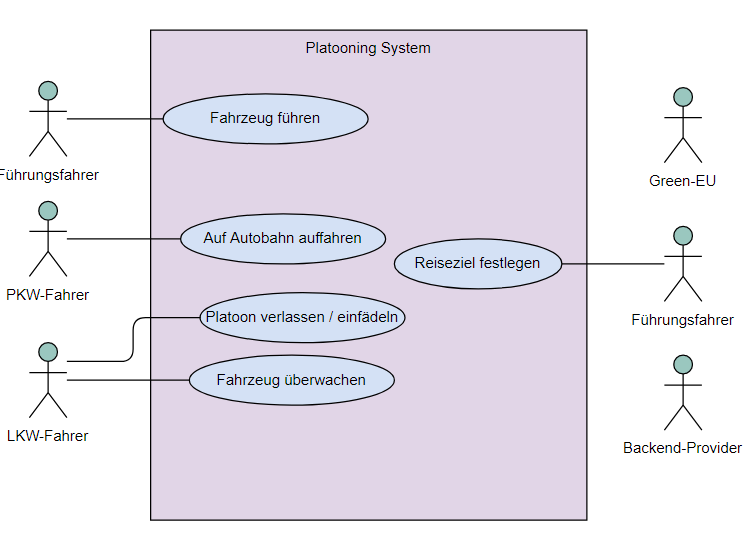 Platooning System
Fahrzeug führen
Führungsfahrer
Green-EU
Auf Autobahn auffahren
Reiseziel festlegen
PKW-Fahrer
Platoon verlassen / einfädeln
Führungsfahrer
Fahrzeug überwachen
LKW-Fahrer
Backend-Provider